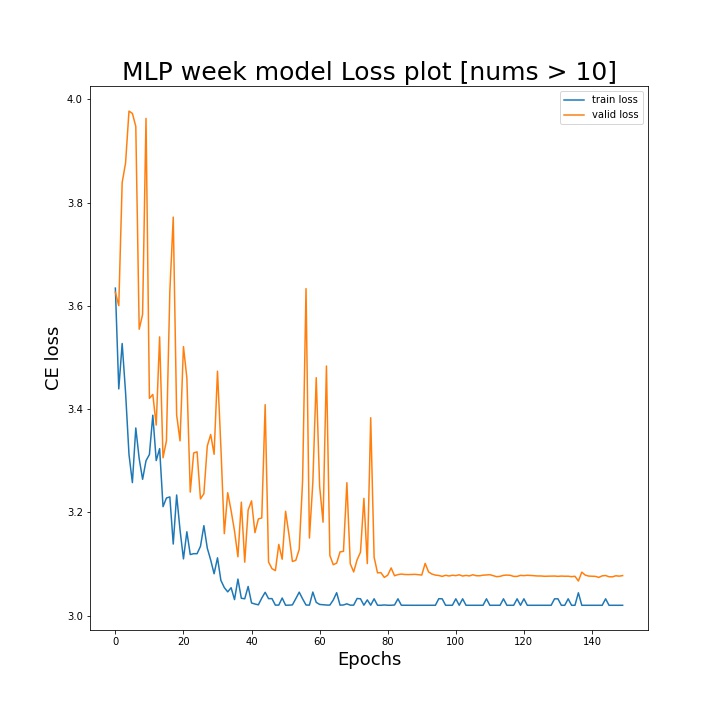 MLP week model Loss plot [nums > 10]
train loss
valid loss
4.0
3.8
3.6
3.4
3.2
3.0
CE loss
0 20 40 60 80 100 120 140
Epochs